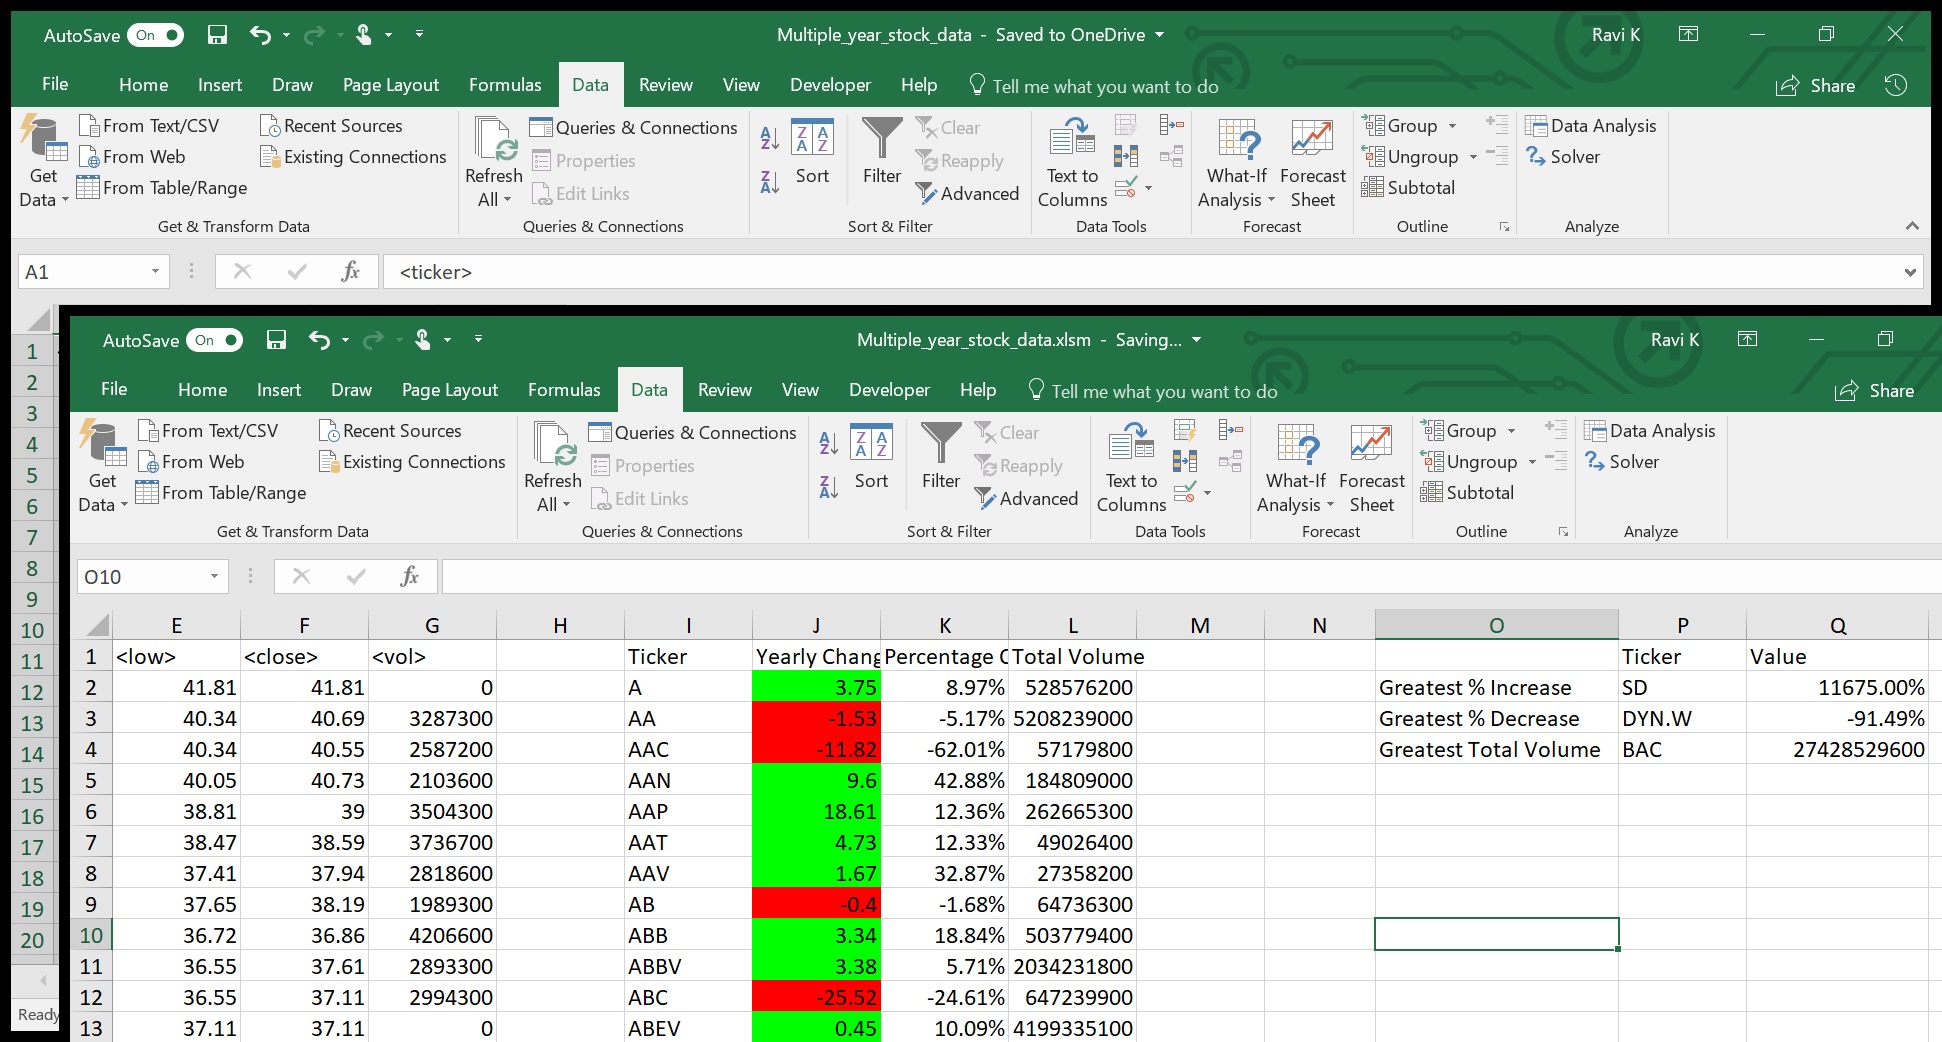 AutoSave On Multiple_year_stock_data - Saved to OneDrive Ravi K
File Home Insert Draw Page Layout Formulas Data Review View Developer Help Tell me what you want to do Share
From Text/CSV Recent Sources Queries & Connections Clear Group Data Analysis
From Web Existing Connections Properties Reapply Ungroup Solver
Get Data From Table/Range Refresh All Edit Links Sort Filter Advanced Text to Columns What-If Analysis Forecast Sheet Subtotal
Get & Transform Data Queries & Connections Sort & Filter Data Tools Forecast Outline Analyze
A1 fx <ticker>
1
2
3
4
5
6
7
8
9
10
11
12
13
14
15
16
17
18
19
20
Ready
AutoSave On Multiple_year_stock_data.xlsm - Saving... Ravi K
File Home Insert Draw Page Layout Formulas Data Review View Developer Help Tell me what you want to do Share
From Text/CSV Recent Sources Queries & Connections Clear Group Data Analysis
From Web Existing Connections Properties Reapply Ungroup Solver
Get Data From Table/Range Refresh All Edit Links Sort Filter Advanced Text to Columns What-If Analysis Forecast Sheet Subtotal
Get & Transform Data Queries & Connections Sort & Filter Data Tools Forecast Outline Analyze
O10 fx
E F G H I J K L M N O P Q
1 <low> <close> <vol> Ticker Yearly Chang Percentage C Total Volume Ticker Value
2 41.81 41.81 0 A 3.75 8.97% 528576200 Greatest % Increase SD 11675.00%
3 40.34 40.69 3287300 AA -1.53 -5.17% 5208239000 Greatest % Decrease DYN.W -91.49%
4 40.34 40.55 2587200 AAC -11.82 -62.01% 57179800 Greatest Total Volume BAC 27428529600
5 40.05 40.73 2103600 AAN 9.6 42.88% 184809000
6 38.81 39 3504300 AAP 18.61 12.36% 262665300
7 38.47 38.59 3736700 AAT 4.73 12.33% 49026400
8 37.41 37.94 2818600 AAV 1.67 32.87% 27358200
9 37.65 38.19 1989300 AB -0.4 -1.68% 64736300
10 36.72 36.86 4206600 ABB 3.34 18.84% 503779400
11 36.55 37.61 2893300 ABBV 3.38 5.71% 2034231800
12 36.55 37.11 2994300 ABC -25.52 -24.61% 647239900
13 37.11 37.11 0 ABEV 0.45 10.09% 4199335100